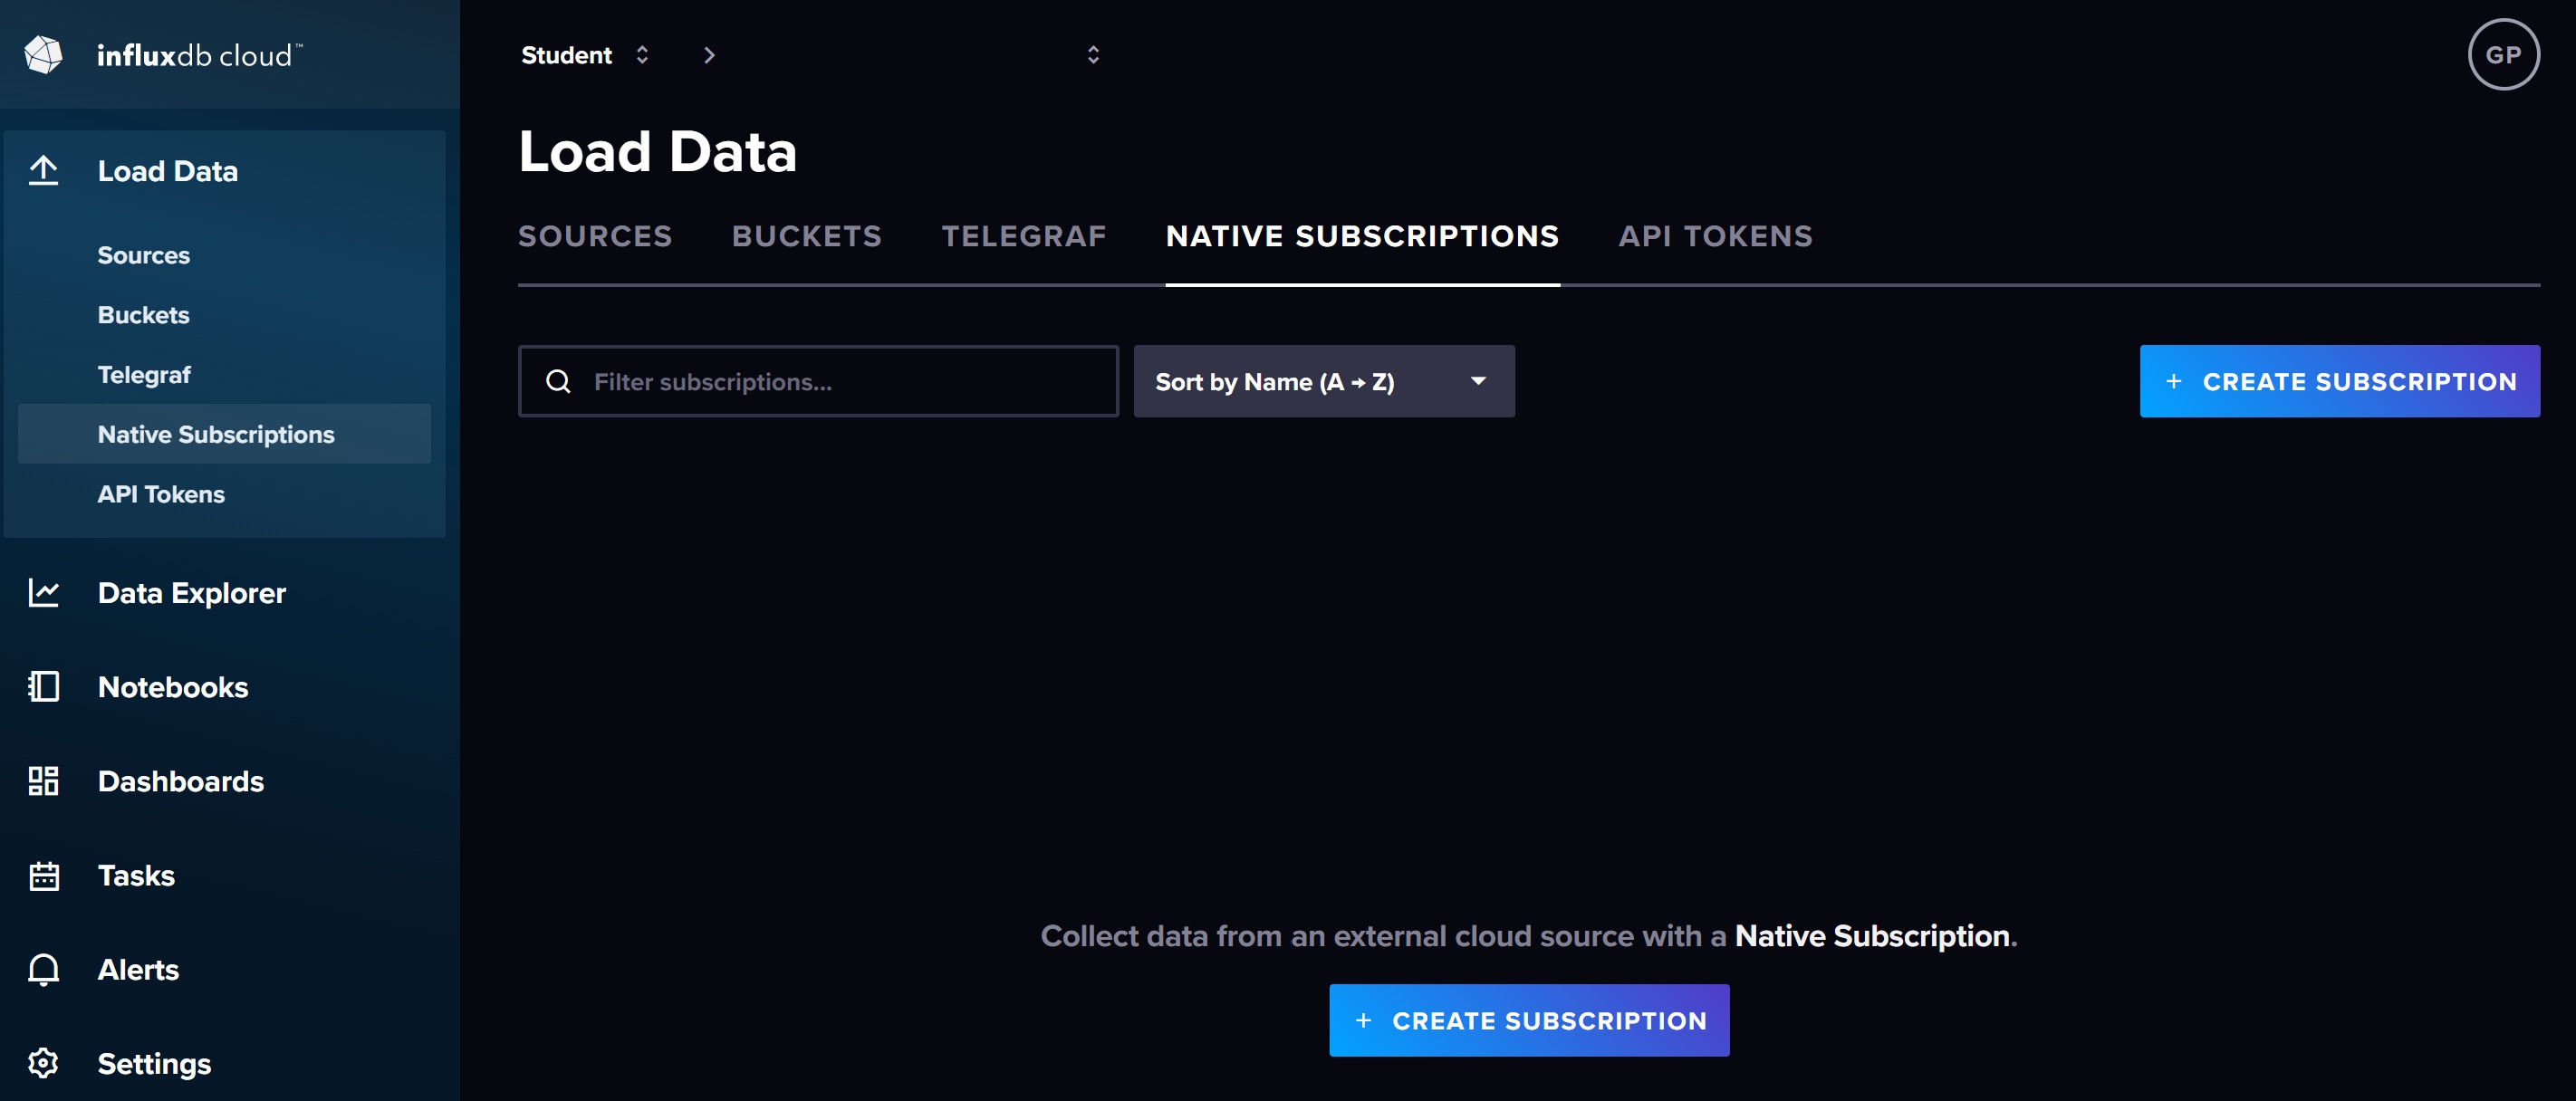 influxdb cloud™
Load Data
Sources
Buckets
Telegraf
Native Subscriptions
API Tokens
Data Explorer
Notebooks
Dashboards
Tasks
Alerts
Settings
Student
GP
Load Data
SOURCES BUCKETS TELEGRAF NATIVE SUBSCRIPTIONS API TOKENS
Filter subscriptions...
Sort by Name (A → Z)
+ CREATE SUBSCRIPTION
Collect data from an external cloud source with a Native Subscription.
+ CREATE SUBSCRIPTION